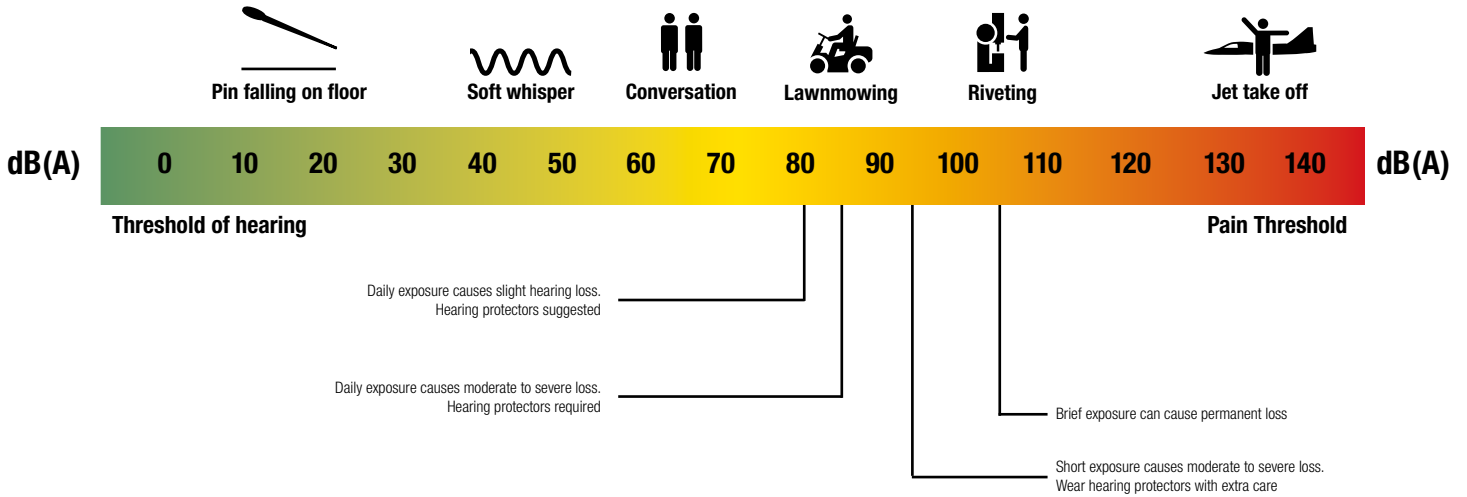 Pin falling on floor
Soft whisper
Conversation
Lawnmowing
Riveting
Jet take off
dB(A) 0 10 20 30 40 50 60 70 80 90 100 110 120 130 140 dB(A)
Threshold of hearing
Pain Threshold
Daily exposure causes slight hearing loss.
Hearing protectors suggested
Daily exposure causes moderate to severe loss.
Hearing protectors required
Brief exposure can cause permanent loss
Short exposure causes moderate to severe loss.
Wear hearing protectors with extra care